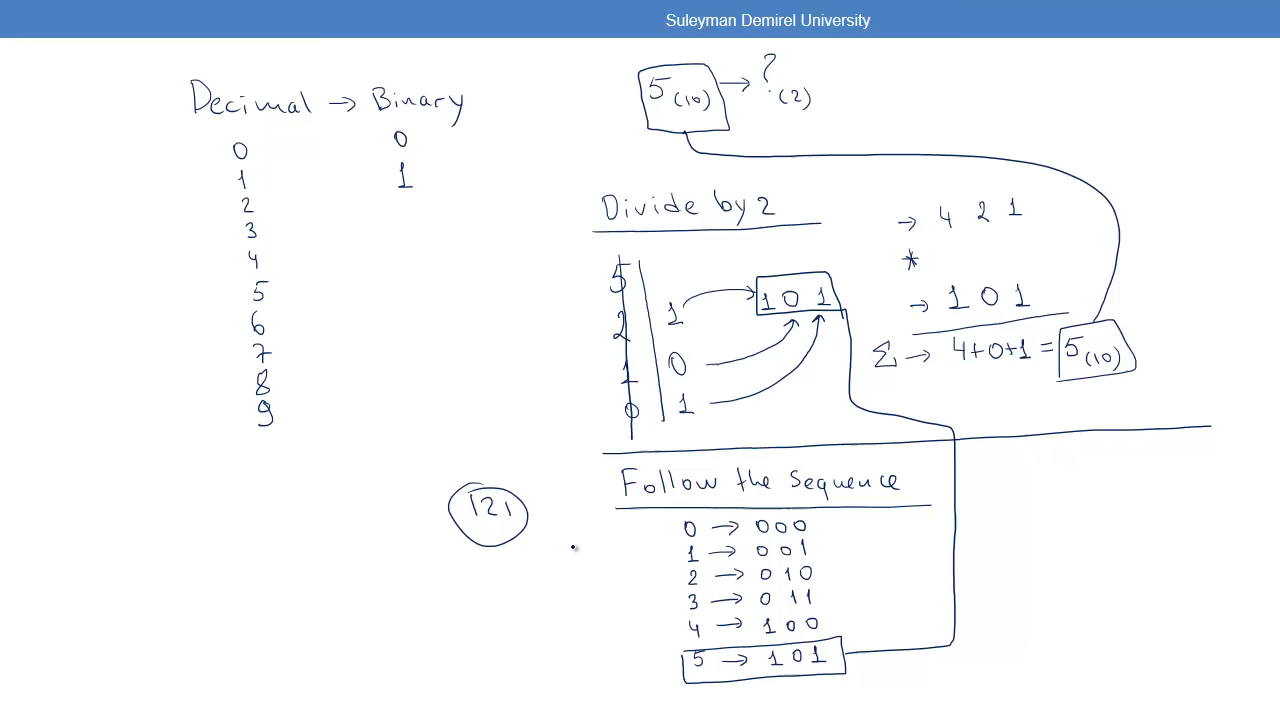 Suleyman Demirel University
Decimal → Binary
0 0
1 1
2
3
4
5
6
7
8
9
121
5(10) → ?(2)
Divide by 2
5
1
2
0
1
1
0
101
→ 4 2 1
*
→ 1 0 1
Σ → 4+0+1 = 5(10)
Follow the sequence
0 → 000
1 → 001
2 → 010
3 → 011
4 → 100
5 → 101